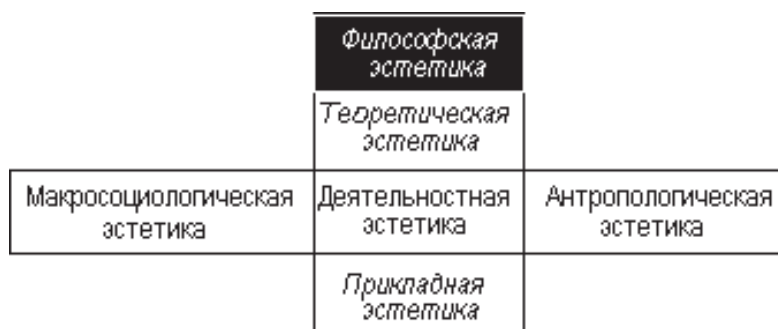 Философская
эстетика
Теоретическая
эстетика
Макросоциологическая
эстетика
Деятельностная
эстетика
Антропологическая
эстетика
Прикладная
эстетика